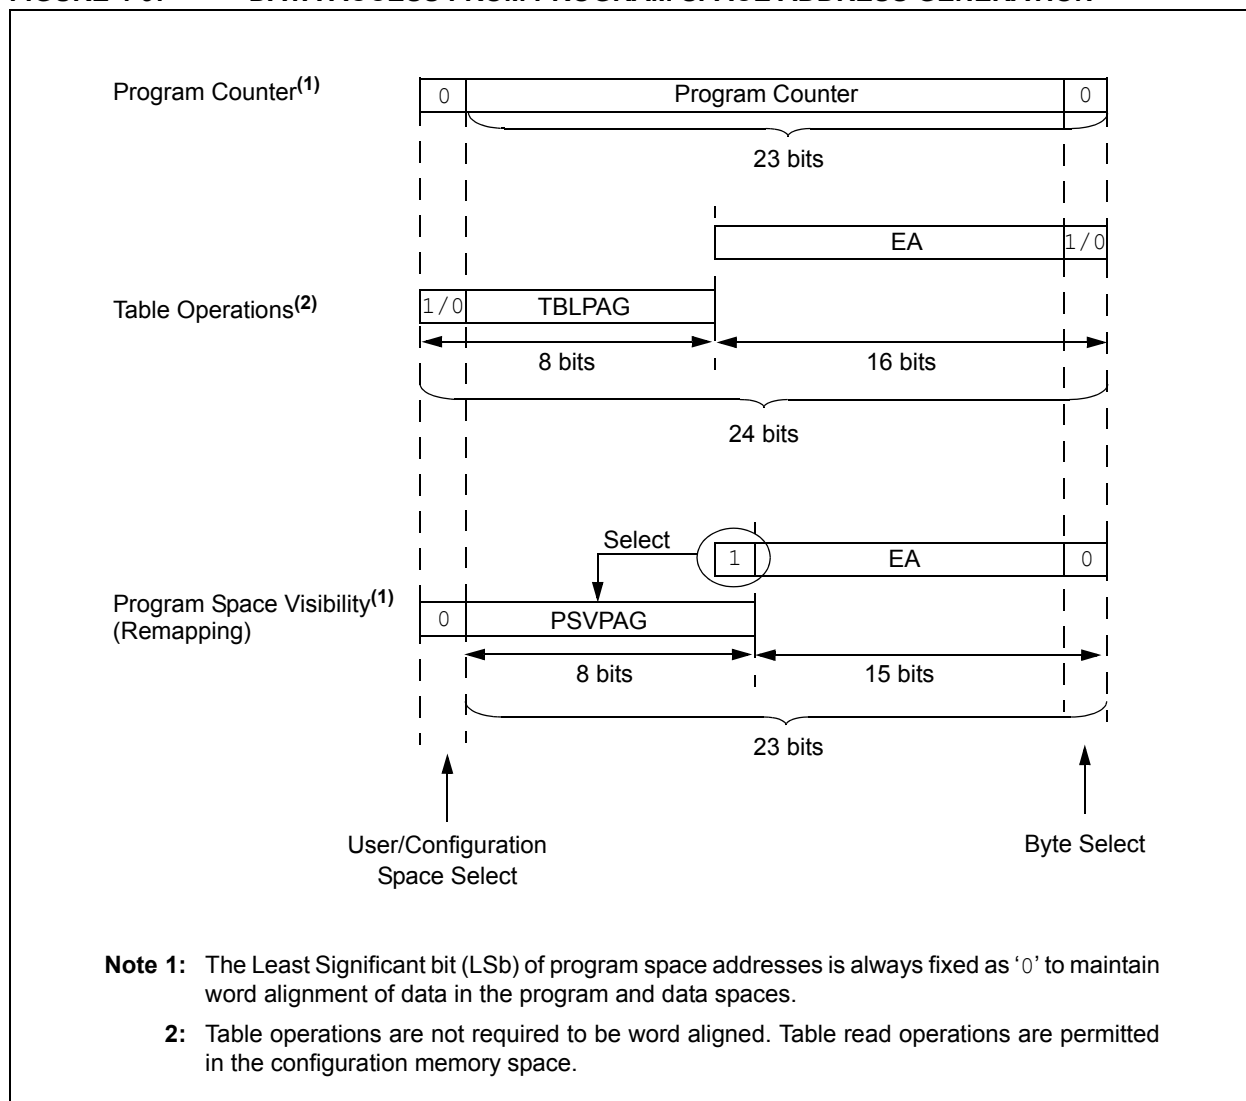 Program Counter(1)
0 Program Counter 0
23 bits
EA 1/0
Table Operations(2)
1/0 TBLPAG
8 bits 16 bits
24 bits
Select
1 EA 0
Program Space Visibility(1)
(Remapping)
0 PSVPAG
8 bits 15 bits
23 bits
User/Configuration
Space Select
Byte Select
Note 1: The Least Significant bit (LSb) of program space addresses is always fixed as ‘0’ to maintain
word alignment of data in the program and data spaces.
2: Table operations are not required to be word aligned. Table read operations are permitted
in the configuration memory space.